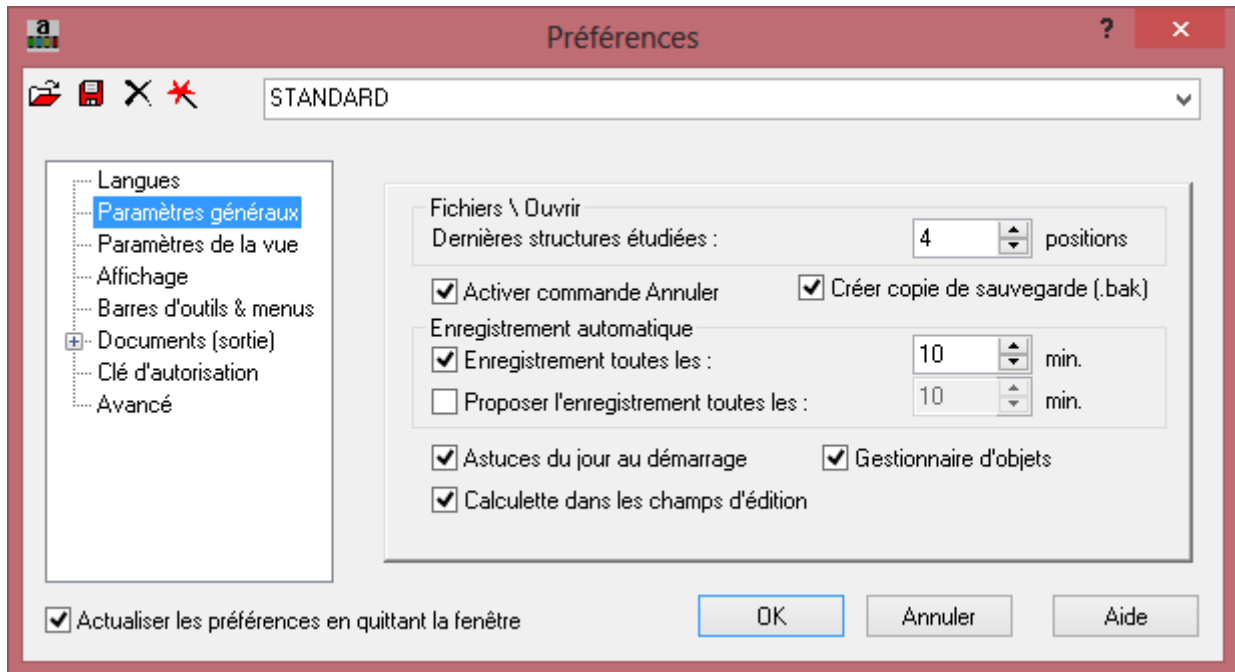 Préférences
?
STANDARD
Langues
Paramètres généraux
Paramètres de la vue
Affichage
Barres d'outils & menus
Documents (sortie)
Clé d'autorisation
Avancé
Fichiers \ Ouvrir
Dernières structures étudiées : 4 positions
Activer commande Annuler
Créer copie de sauvegarde (.bak)
Enregistrement automatique
Enregistrement toutes les : 10 min.
Proposer l'enregistrement toutes les : 10 min.
Astuces du jour au démarrage
Gestionnaire d'objets
Calculette dans les champs d'édition
Actualiser les préférences en quittant la fenêtre
OK
Annuler
Aide